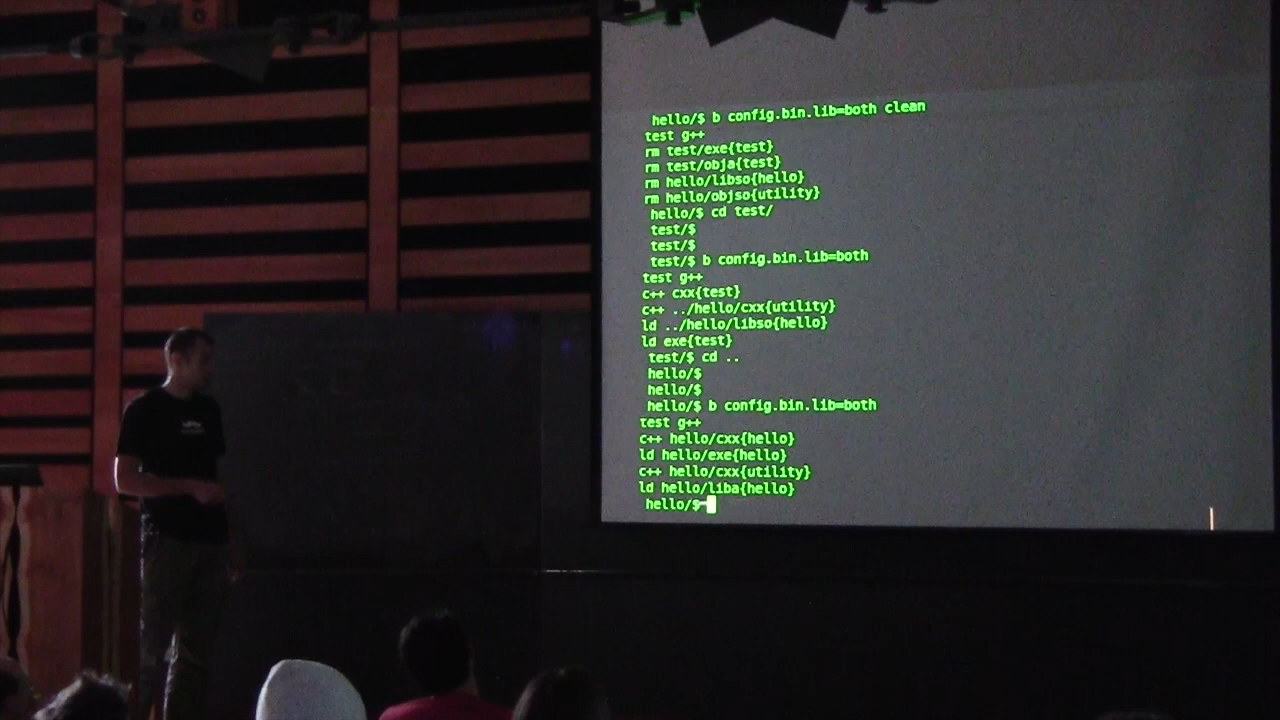 hello/$ b config.bin.lib=both clean
test g++
rm test/exe{test}
rm test/obja{test}
rm hello/libso{hello}
rm hello/objso{utility}
hello/$ cd test/
test/$
test/$
test/$ b config.bin.lib=both
test g++
c++ cxx{test}
c++ ../hello/cxx{utility}
ld ../hello/libso{hello}
ld exe{test}
test/$ cd ..
hello/$
hello/$
hello/$ b config.bin.lib=both
test g++
c++ hello/cxx{hello}
ld hello/exe{hello}
c++ hello/cxx{utility}
ld hello/liba{hello}
hello/$